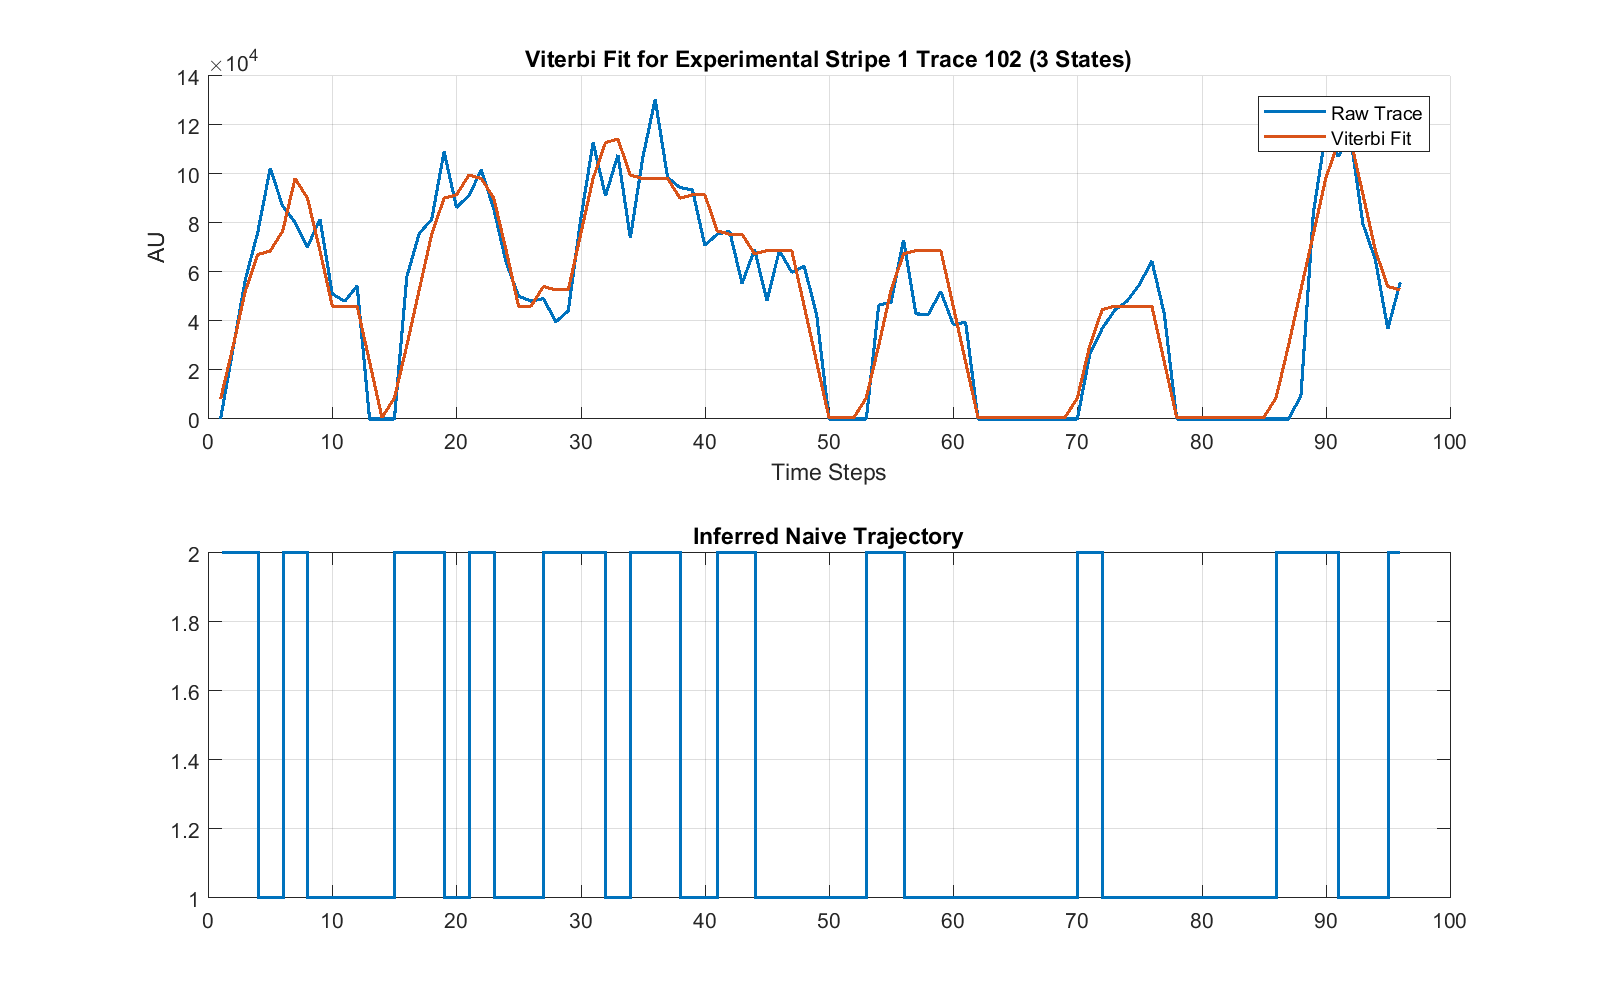 Viterbi Fit for Experimental Stripe 1 Trace 102 (3 States)
×10⁴
14
12
10
8
6
4
2
0
AU
Raw Trace
Viterbi Fit
0 10 20 30 40 50 60 70 80 90 100
Time Steps
Inferred Naive Trajectory
2
1.8
1.6
1.4
1.2
1
0 10 20 30 40 50 60 70 80 90 100